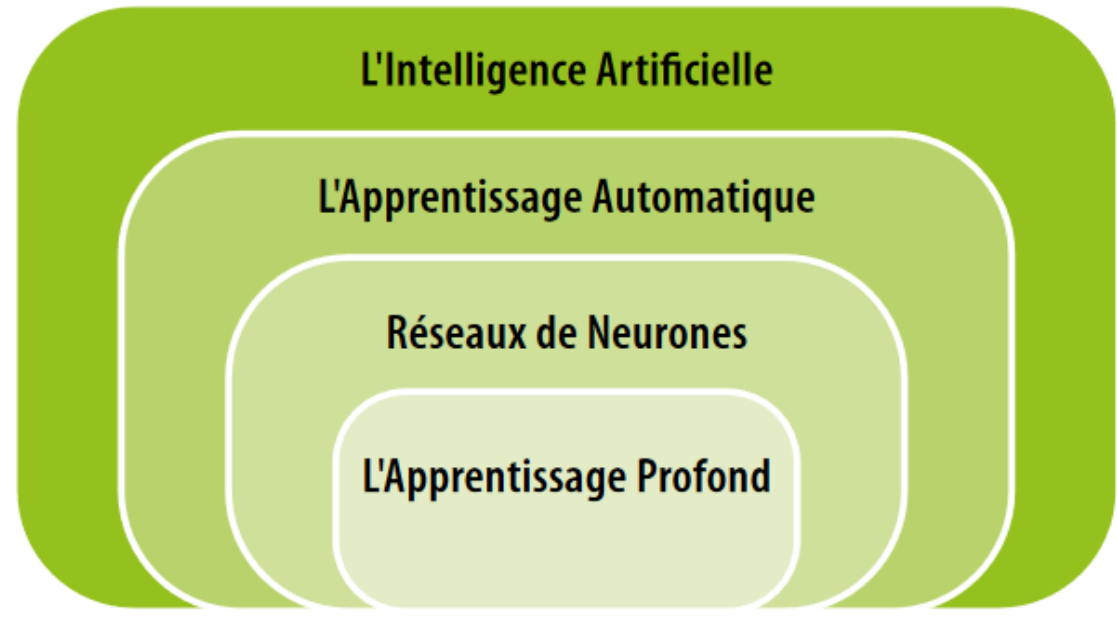 L'Intelligence Artificielle
L'Apprentissage Automatique
Réseaux de Neurones
L'Apprentissage Profond